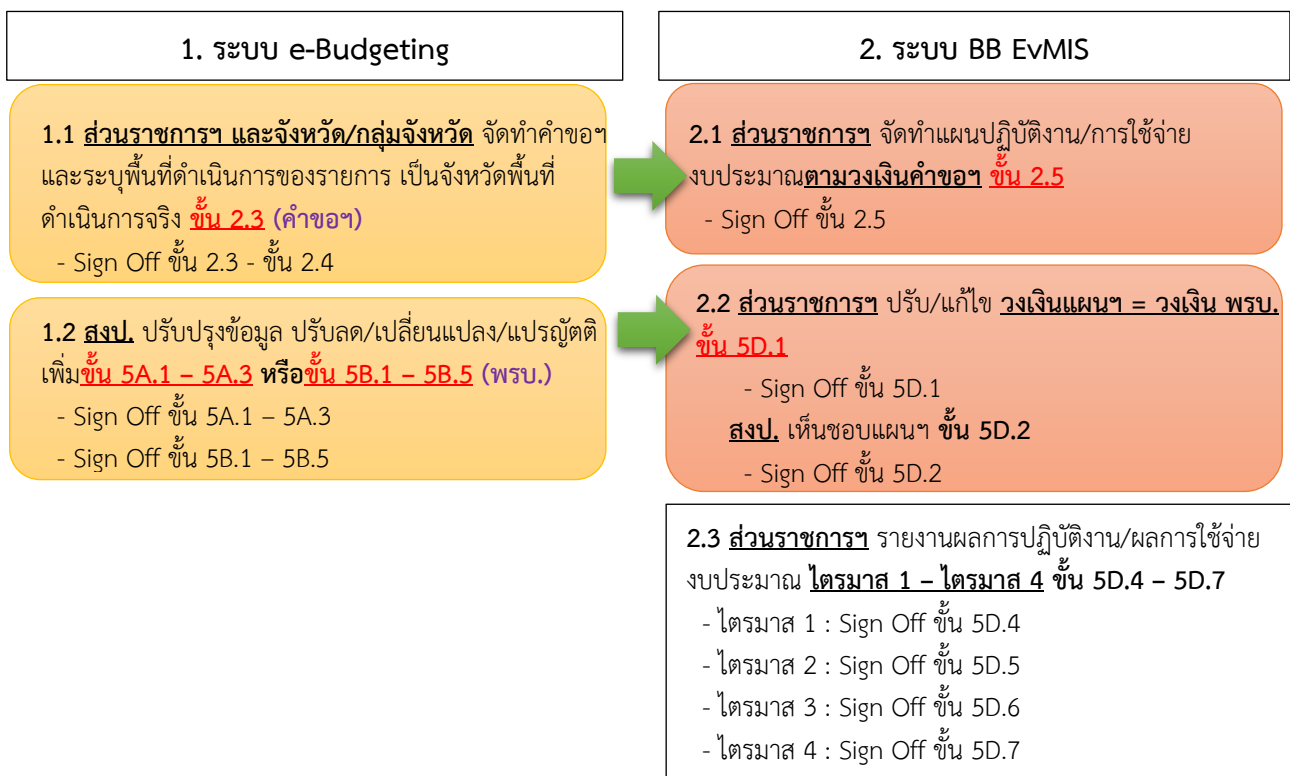 1. ระบบ e-Budgeting
1.1 ส่วนราชการฯ และจังหวัด/กลุ่มจังหวัด จัดทำคำขอฯ
และระบุพื้นที่ดำเนินการของรายการ เป็นจังหวัดพื้นที่
ดำเนินการจริง ขั้น 2.3 (คำขอฯ)
- Sign Off ขั้น 2.3 - ขั้น 2.4
1.2 สงป. ปรับปรุงข้อมูล ปรับลด/เปลี่ยนแปลง/แปรญัตติ
เพิ่มขั้น 5A.1 – 5A.3 หรือขั้น 5B.1 – 5B.5 (พรบ.)
- Sign Off ขั้น 5A.1 – 5A.3
- Sign Off ขั้น 5B.1 – 5B.5
2. ระบบ BB EvMIS
2.1 ส่วนราชการฯ จัดทำแผนปฏิบัติงาน/การใช้จ่าย
งบประมาณตามวงเงินคำขอฯ ขั้น 2.5
- Sign Off ขั้น 2.5
2.2 ส่วนราชการฯ ปรับ/แก้ไข วงเงินแผนฯ = วงเงิน พรบ.
ขั้น 5D.1
- Sign Off ขั้น 5D.1
สงป. เห็นชอบแผนฯ ขั้น 5D.2
- Sign Off ขั้น 5D.2
2.3 ส่วนราชการฯ รายงานผลการปฏิบัติงาน/ผลการใช้จ่าย
งบประมาณ ไตรมาส 1 – ไตรมาส 4 ขั้น 5D.4 – 5D.7
- ไตรมาส 1 : Sign Off ขั้น 5D.4
- ไตรมาส 2 : Sign Off ขั้น 5D.5
- ไตรมาส 3 : Sign Off ขั้น 5D.6
- ไตรมาส 4 : Sign Off ขั้น 5D.7